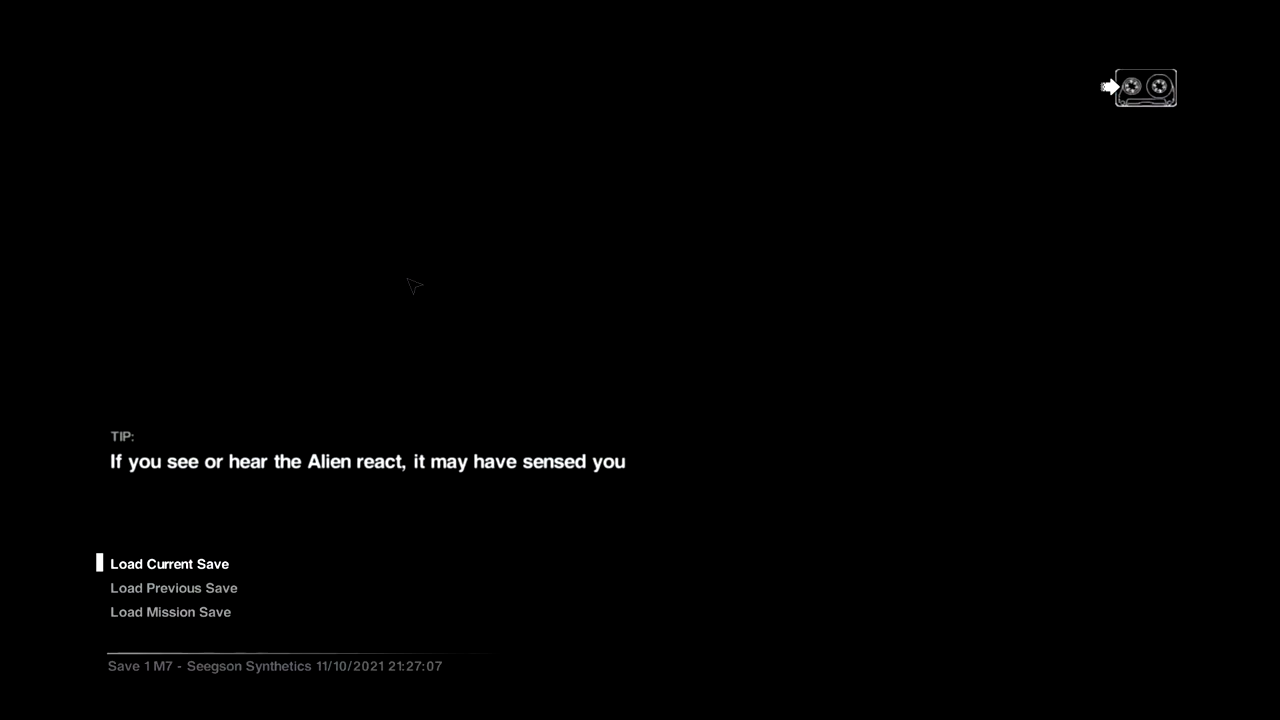 TIP:
If you see or hear the Alien react, it may have sensed you
Load Current Save
Load Previous Save
Load Mission Save
Save 1 M7 - Seegson Synthetics 11/10/2021 21:27:07